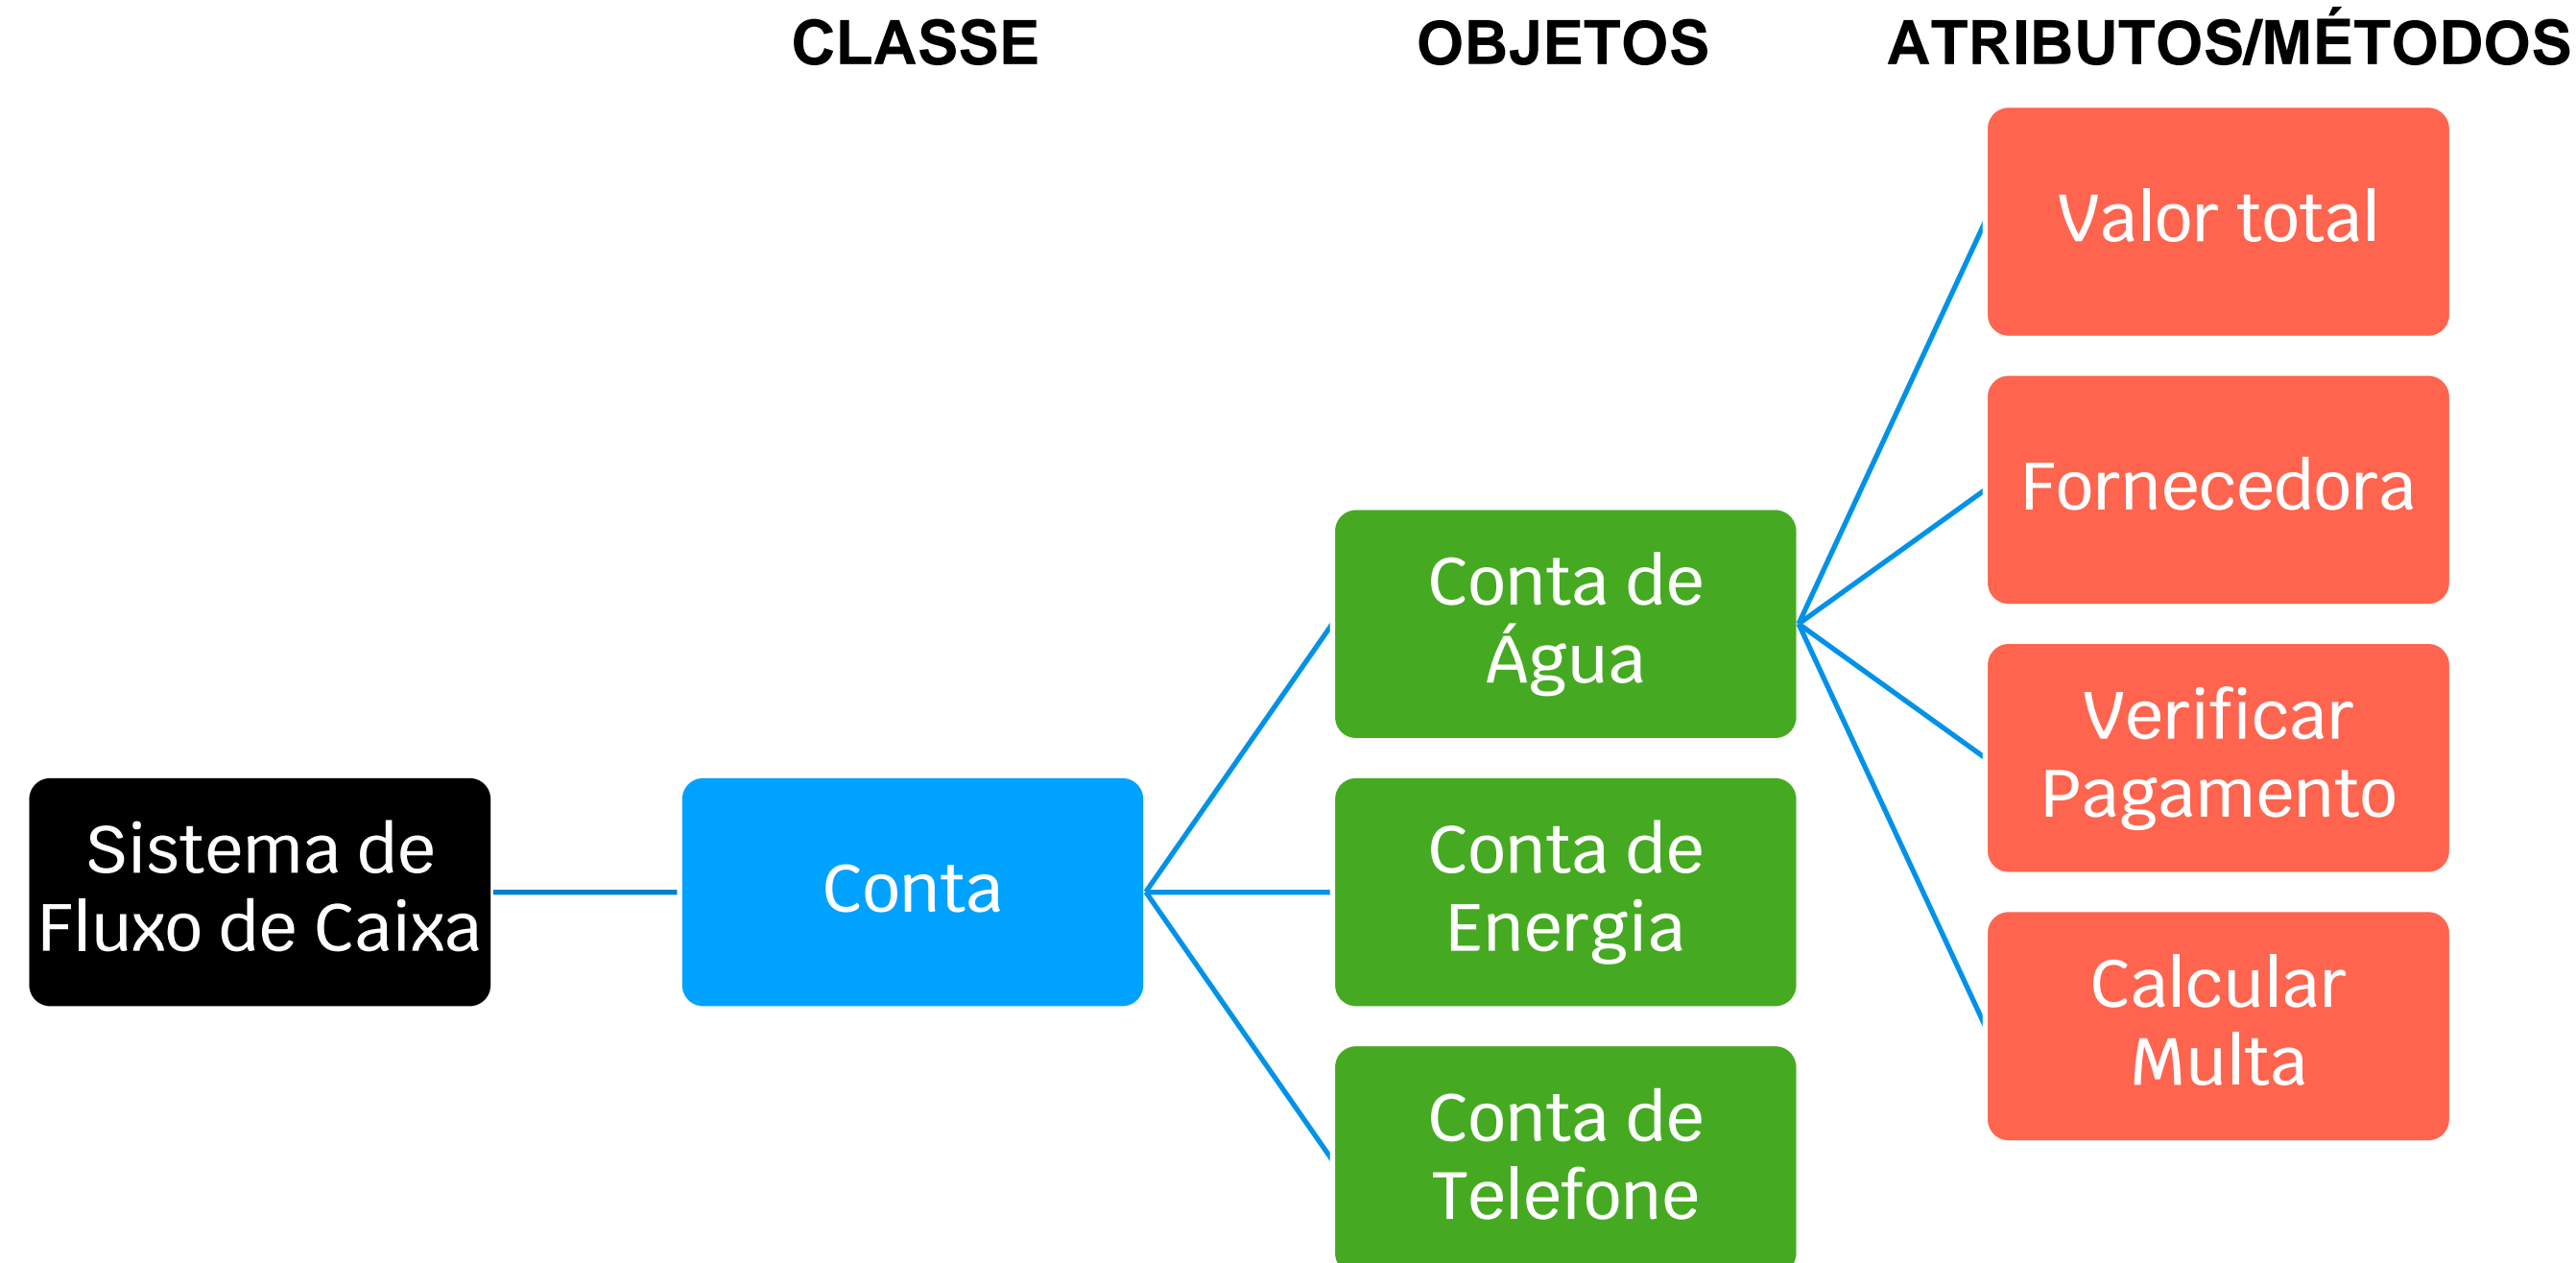 CLASSE
OBJETOS
ATRIBUTOS/MÉTODOS
Sistema de
Fluxo de Caixa
Conta
Conta de
Água
Conta de
Energia
Conta de
Telefone
Valor total
Fornecedora
Verificar
Pagamento
Calcular
Multa